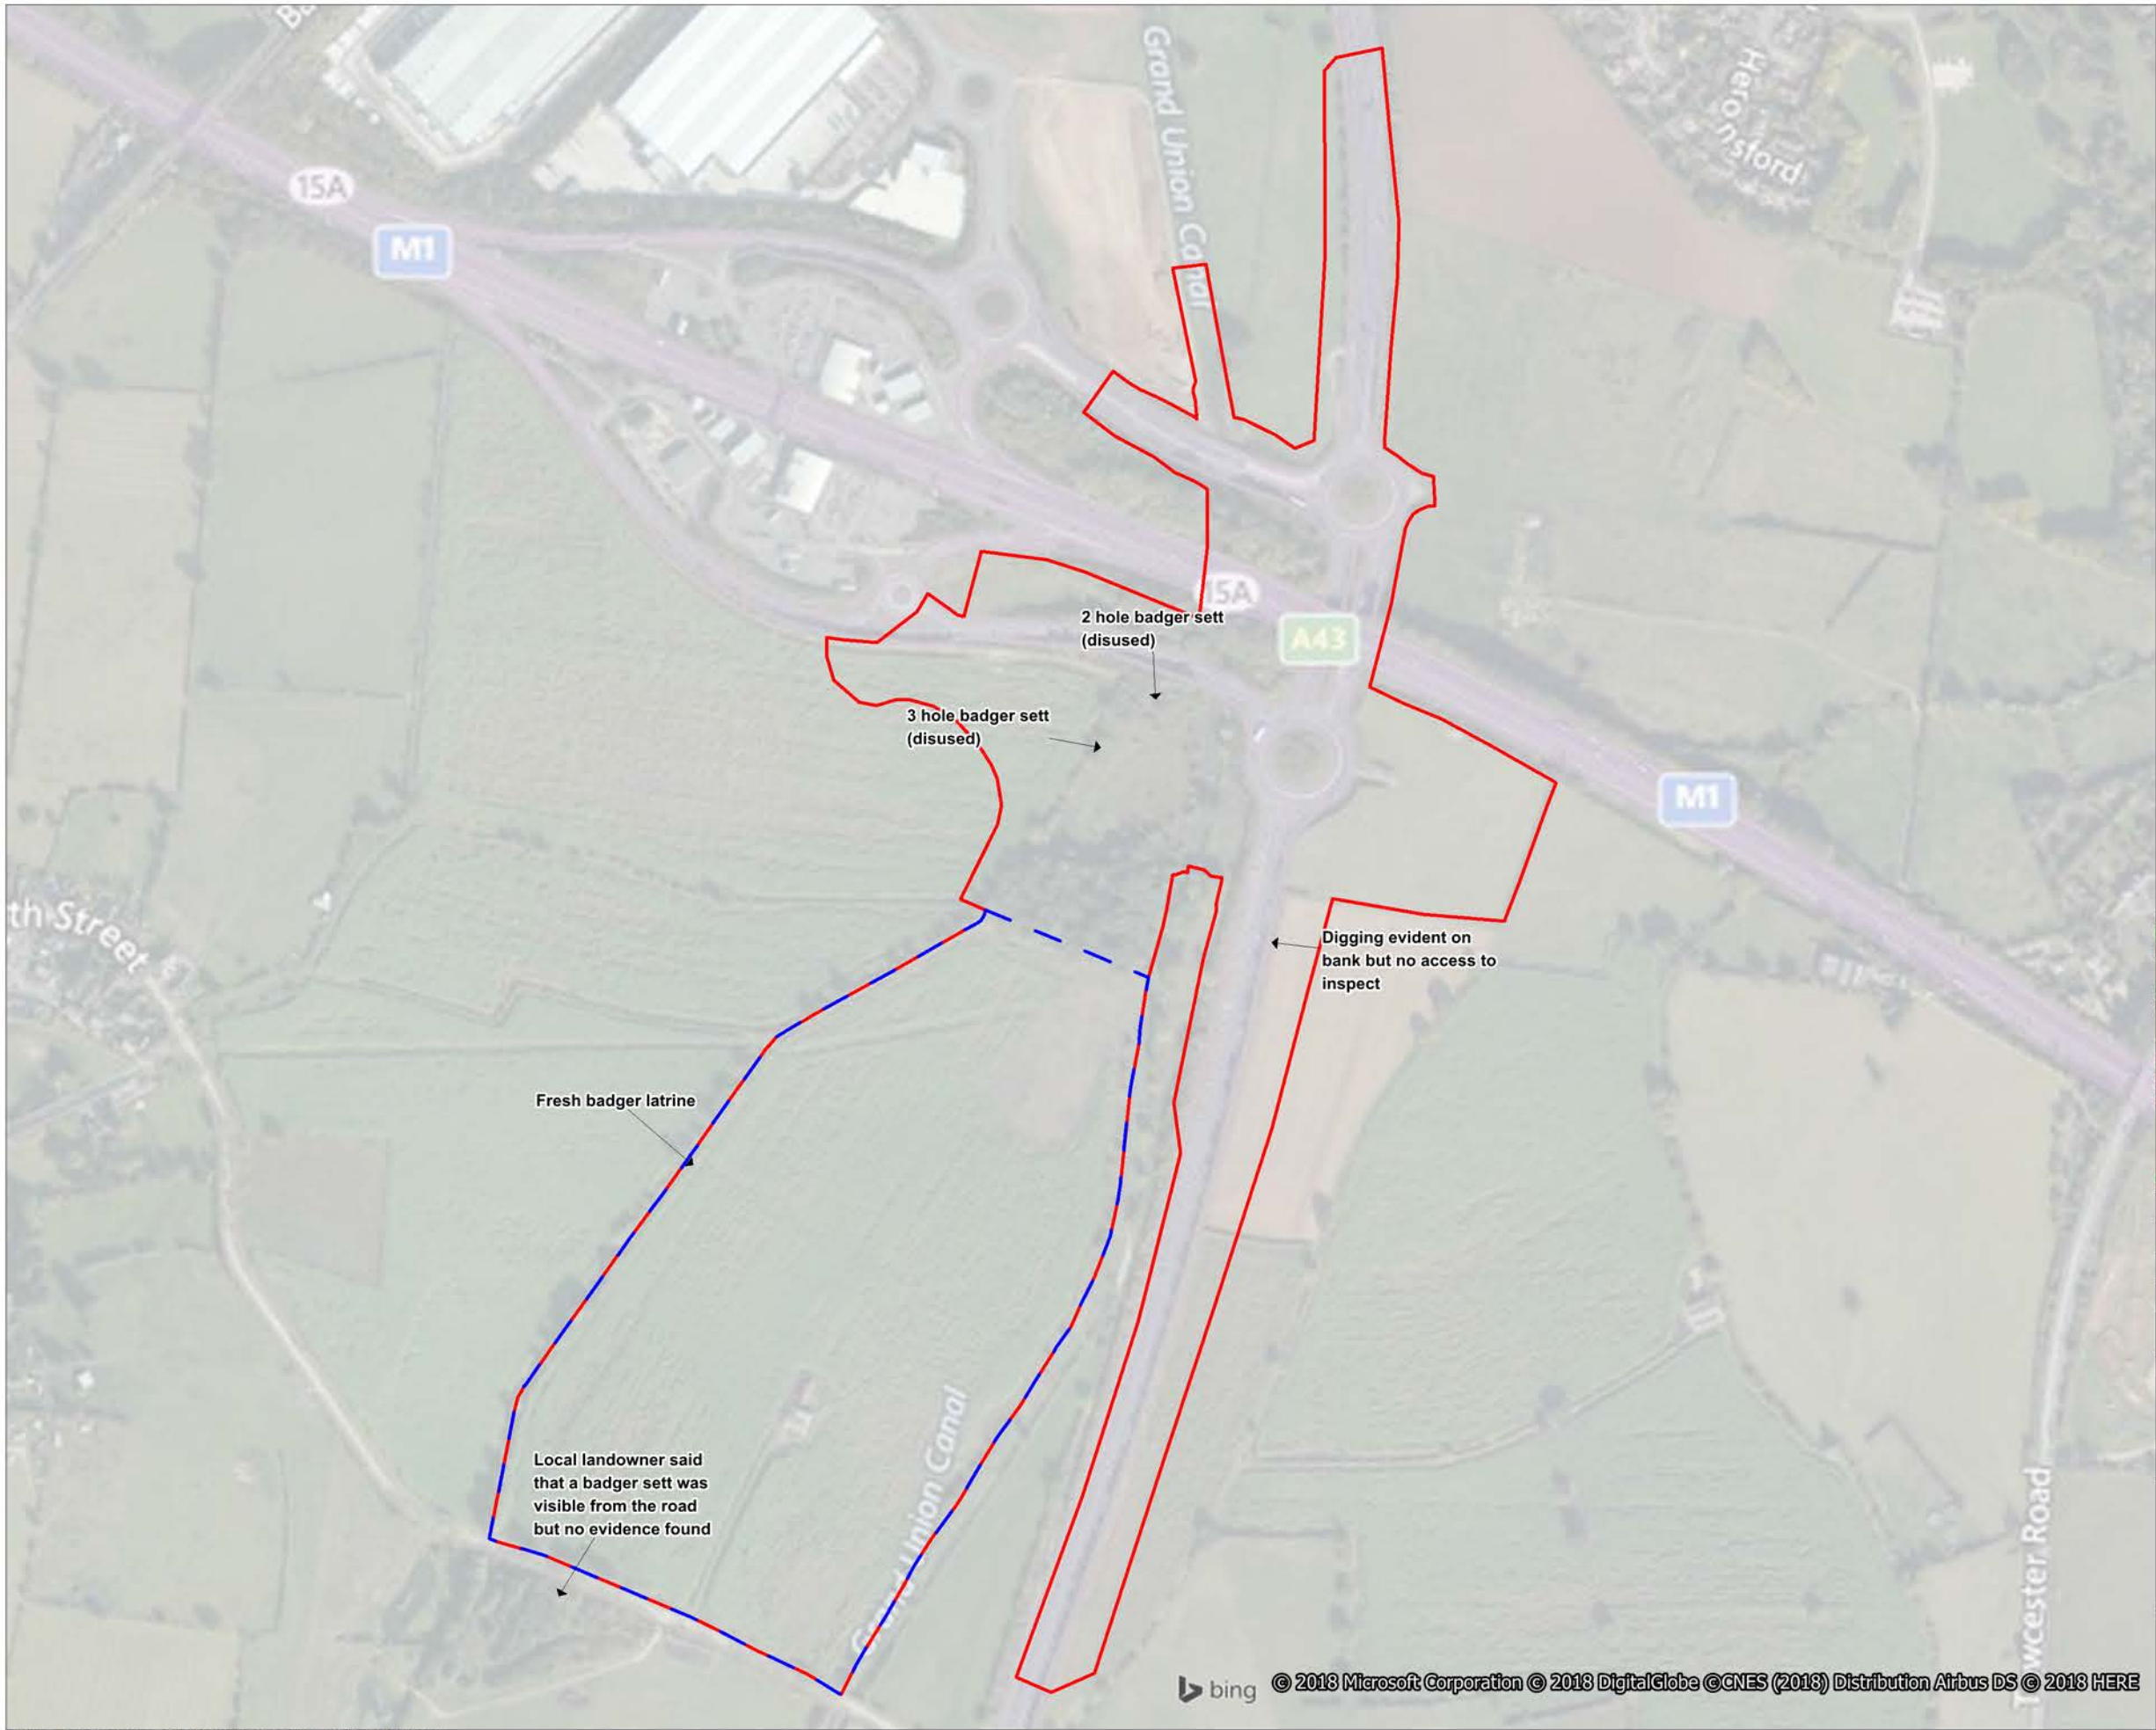 Grand Union Canal
Heronsford
15A
M1
15A
2 hole badger sett
(disused)
A43
3 hole badger sett
(disused)
M1
th Street
Digging evident on
bank but no access to
inspect
Fresh badger latrine
Local landowner said
that a badger sett was
visible from the road
but no evidence found
Grand Union Canal
Towcester Road
bing
© 2018 Microsoft Corporation © 2018 DigitalGlobe ©CNES (2018) Distribution Airbus DS © 2018 HERE